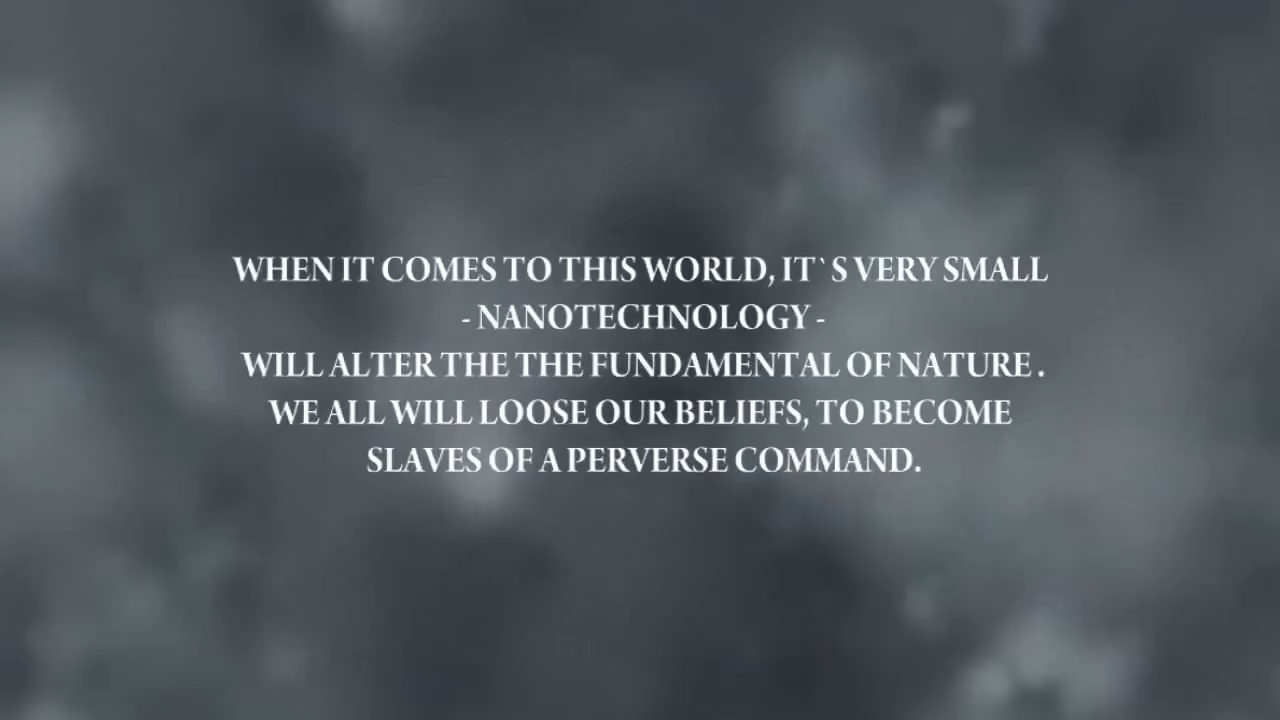 WHEN IT COMES TO THIS WORLD, IT`S VERY SMALL
- NANOTECHNOLOGY -
WILL ALTER THE THE FUNDAMENTAL OF NATURE .
WE ALL WILL LOOSE OUR BELIEFS, TO BECOME
SLAVES OF A PERVERSE COMMAND.